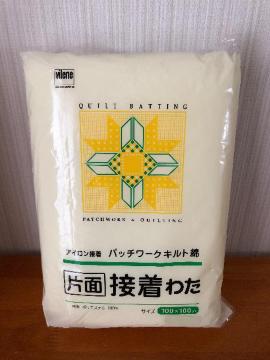 vilene
QUILT BATTING
PATCHWORK & QUILTING
アイロン接着 パッチワークキルト綿
片面 接着わた
サイズ 100×100